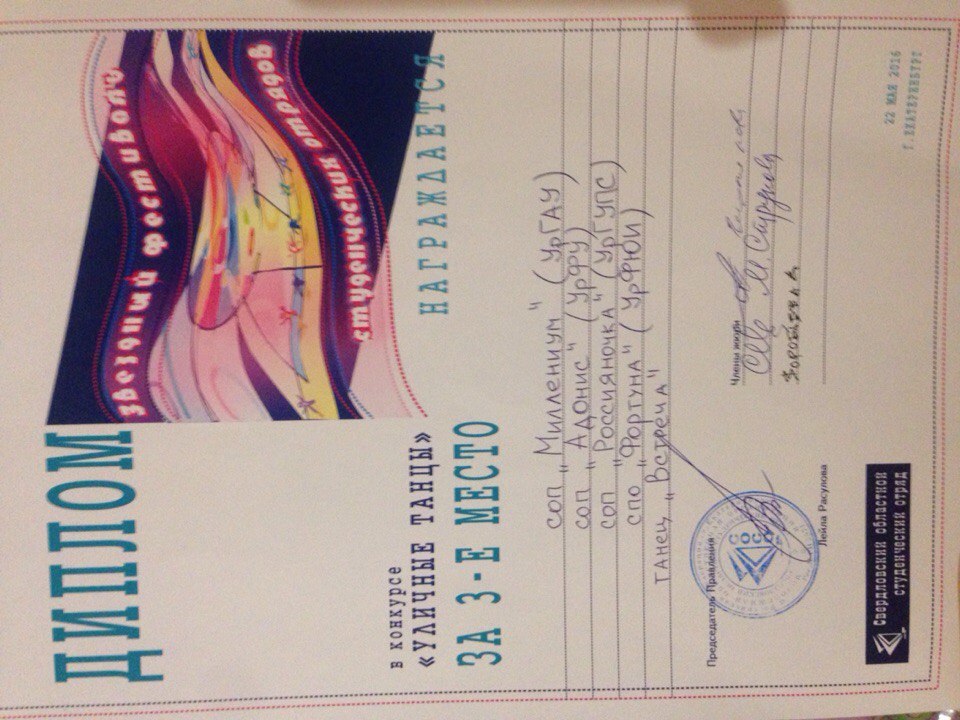 ДИПЛОМ
звездный фестиваль
студенческих отрядов
в конкурсе
«УЛИЧНЫЕ ТАНЦЫ»
НАГРАЖДАЕТСЯ
ЗА 3-Е МЕСТО
СОП "Миллениум" (УрГАУ)
СОП "Адонис" (УрФУ)
СОП "Россияночка" (УрГУПС)
СПО "Фортуна" (УрФЮИ)
ТАНЕЦ "Встреча"
Председатель Правления
Лейла Расулова
Члены жюри
Свердловский областной
студенческий отряд
22 МАЯ 2016
Г. ЕКАТЕРИНБУРГ